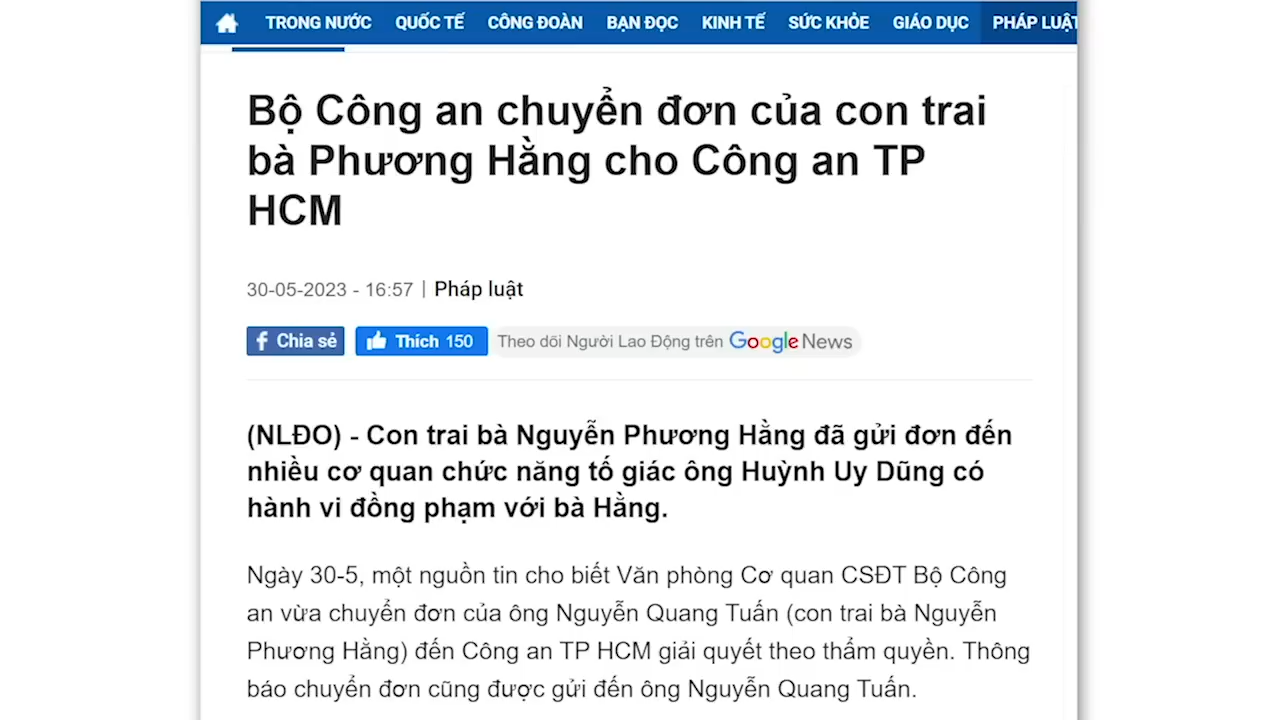 TRONG NƯỚC QUỐC TẾ CÔNG ĐOÀN BẠN ĐỌC KINH TẾ SỨC KHỎE GIÁO DỤC PHÁP LUẬT
Bộ Công an chuyển đơn của con trai
bà Phương Hằng cho Công an TP
HCM
30-05-2023 - 16:57 | Pháp luật
Chia sẻ Thích 150 Theo dõi Người Lao Động trên Google News
(NLĐO) - Con trai bà Nguyễn Phương Hằng đã gửi đơn đến
nhiều cơ quan chức năng tố giác ông Huỳnh Uy Dũng có
hành vi đồng phạm với bà Hằng.
Ngày 30-5, một nguồn tin cho biết Văn phòng Cơ quan CSĐT Bộ Công
an vừa chuyển đơn của ông Nguyễn Quang Tuấn (con trai bà Nguyễn
Phương Hằng) đến Công an TP HCM giải quyết theo thẩm quyền. Thông
báo chuyển đơn cũng được gửi đến ông Nguyễn Quang Tuấn.